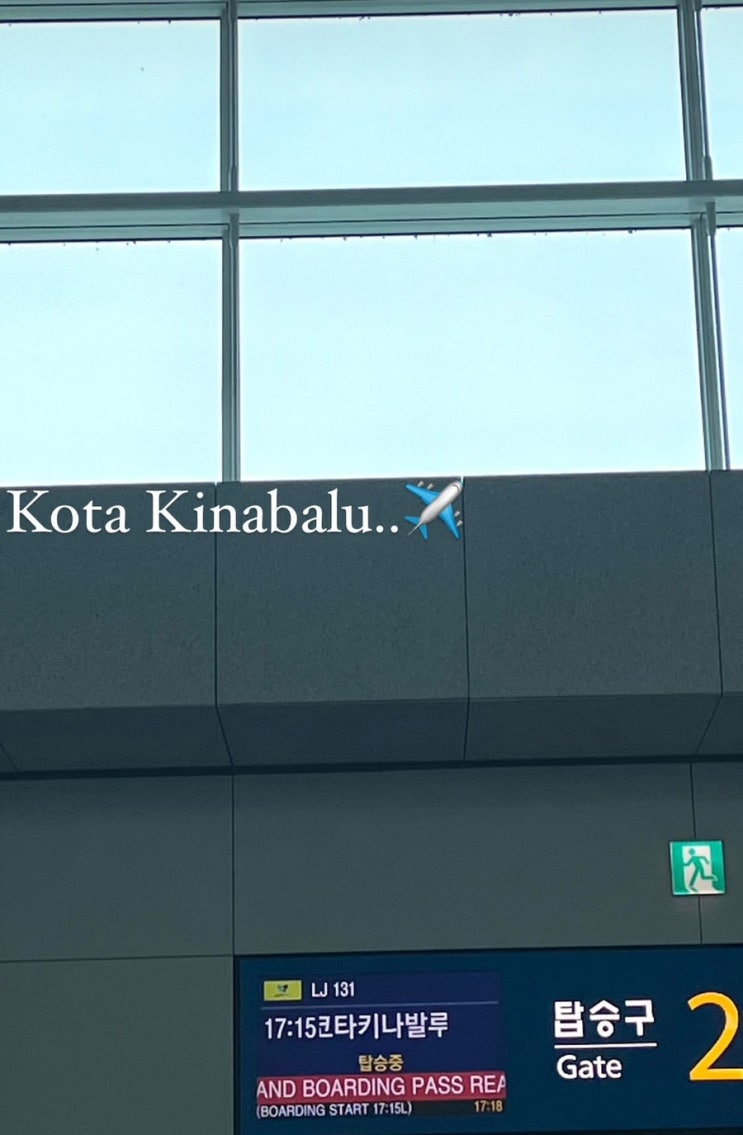 Kota Kinabalu..✈️
LJ 131
17:15코타키나발루
탑승중
AND BOARDING PASS REA
(BOARDING START 17:15L)
17:18
탑승구
Gate
2